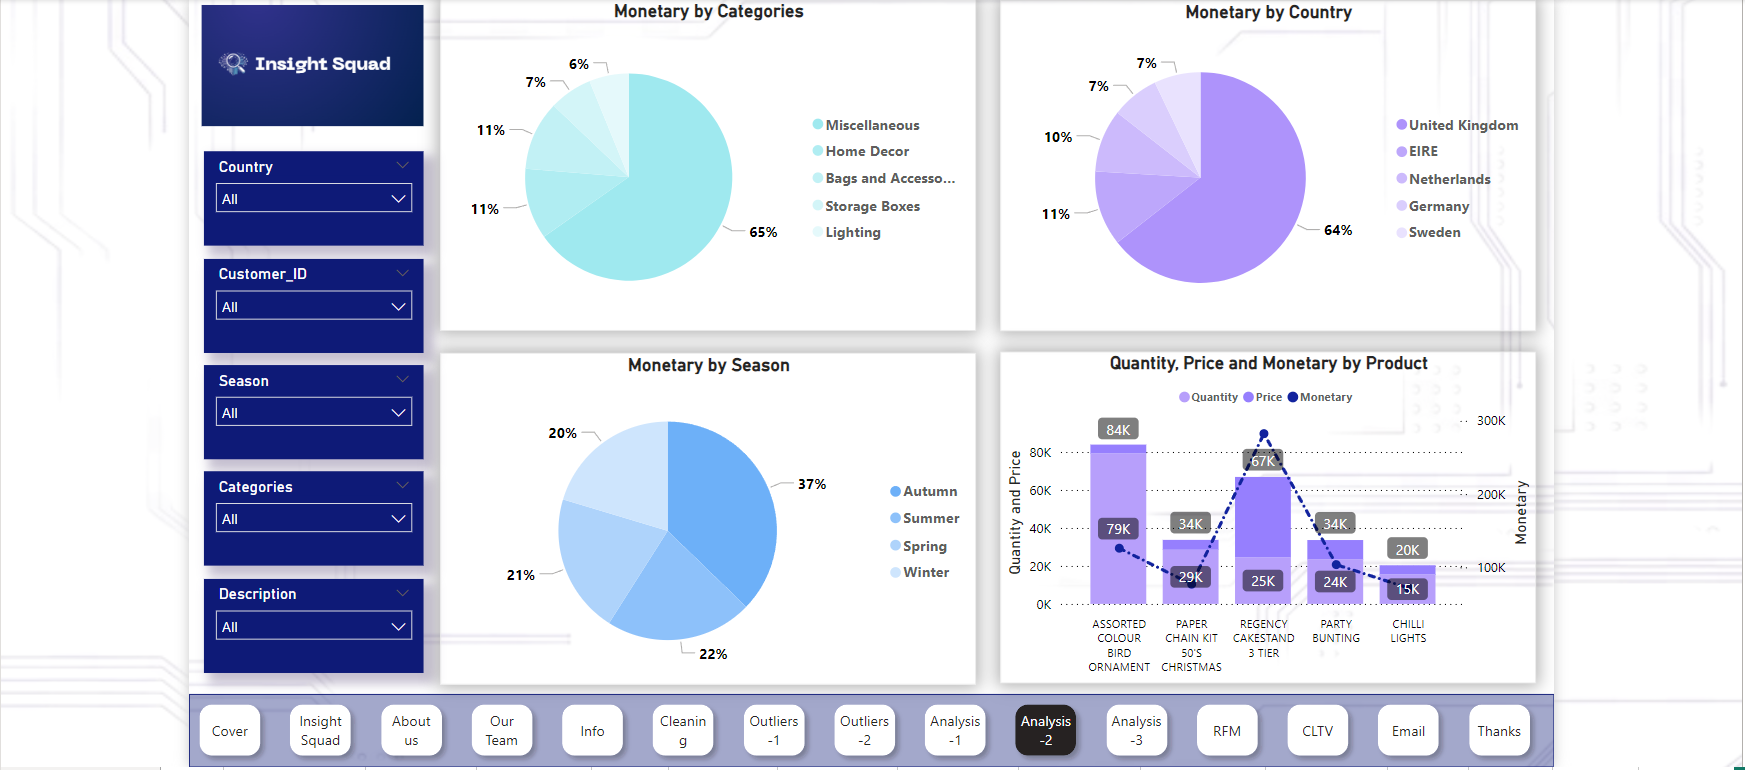 Insight Squad
Country
All
Customer_ID
All
Season
All
Categories
All
Description
All
Monetary by Categories
6%
7%
11%
11%
65%
Miscellaneous
Home Decor
Bags and Accesso...
Storage Boxes
Lighting
Monetary by Country
7%
7%
10%
11%
64%
United Kingdom
EIRE
Netherlands
Germany
Sweden
Monetary by Season
20%
37%
21%
22%
Autumn
Summer
Spring
Winter
Quantity, Price and Monetary by Product
Quantity Price Monetary
Quantity and Price
80K
60K
40K
20K
0K
84K
79K
34K
29K
67K
25K
34K
24K
20K
15K
300K
200K
100K
Monetary
ASSORTED
COLOUR
BIRD
ORNAMENT
PAPER
CHAIN KIT
50'S
CHRISTMAS
REGENCY
CAKESTAND
3 TIER
PARTY
BUNTING
CHILLI
LIGHTS
Cover
Insight
Squad
About
us
Our
Team
Info
Cleanin
g
Outliers
-1
Outliers
-2
Analysis
-1
Analysis
-2
Analysis
-3
RFM
CLTV
Email
Thanks